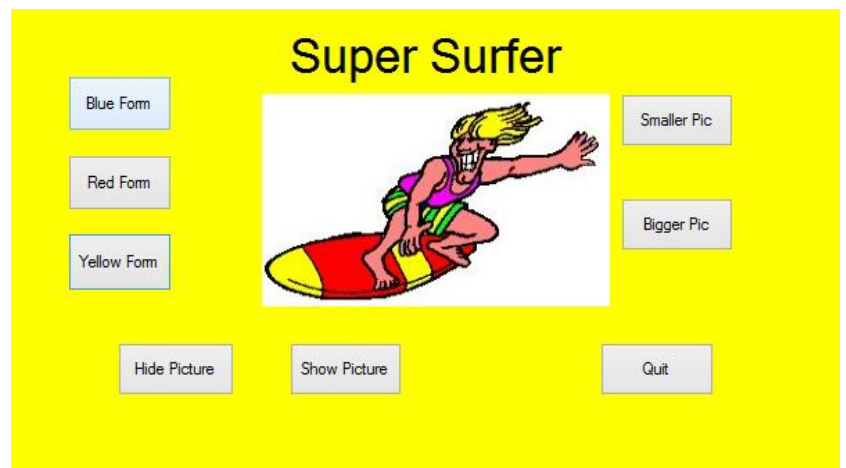 Super Surfer
Blue Form
Smaller Pic
Red Form
Bigger Pic
Yellow Form
Hide Picture
Show Picture
Quit